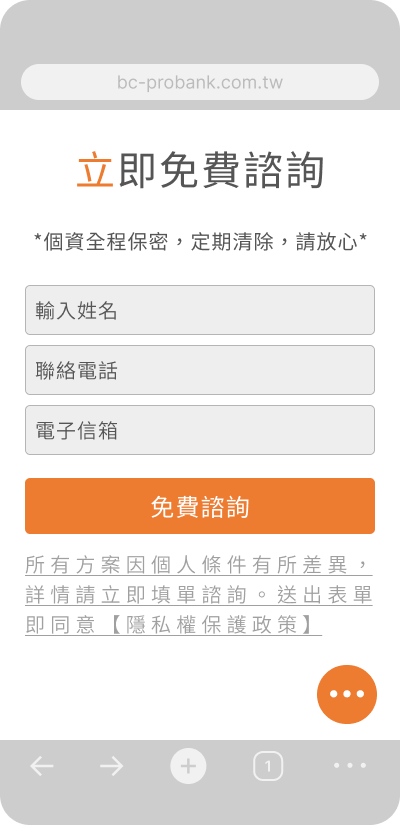 bc-probank.com.tw
立即免費諮詢
*個資全程保密，定期清除，請放心*
輸入姓名
聯絡電話
電子信箱
免費諮詢
所有方案因個人條件有所差異，
詳情請立即填單諮詢。送出表單
即同意【隱私權保護政策】
1